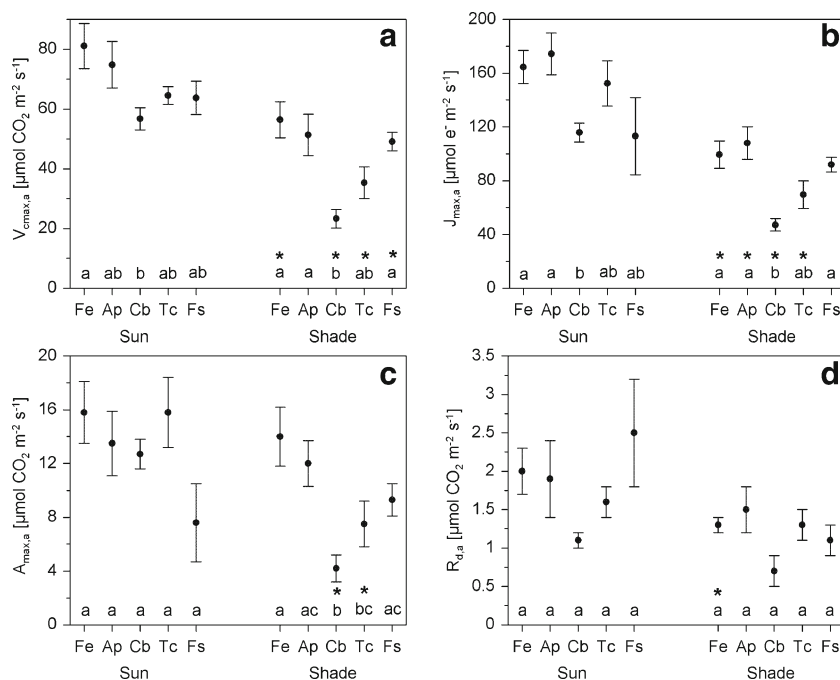 a
80
60
40
20
0
V_cmax,a [µmol CO₂ m⁻² s⁻¹]
* * * *
a ab b ab ab a a b ab a
Fe Ap Cb Tc Fs Fe Ap Cb Tc Fs
Sun Shade
b
200
160
120
80
40
0
J_max,a [µmol e⁻ m⁻² s⁻¹]
* * * *
a a b ab ab a a b ab a
Fe Ap Cb Tc Fs Fe Ap Cb Tc Fs
Sun Shade
c
20
16
12
8
4
0
A_max,a [µmol CO₂ m⁻² s⁻¹]
* *
a a a a a a ac b bc ac
Fe Ap Cb Tc Fs Fe Ap Cb Tc Fs
Sun Shade
d
3.5
3
2.5
2
1.5
1
0.5
0
R_d,a [µmol CO₂ m⁻² s⁻¹]
*
a a a a a a a a a a
Fe Ap Cb Tc Fs Fe Ap Cb Tc Fs
Sun Shade